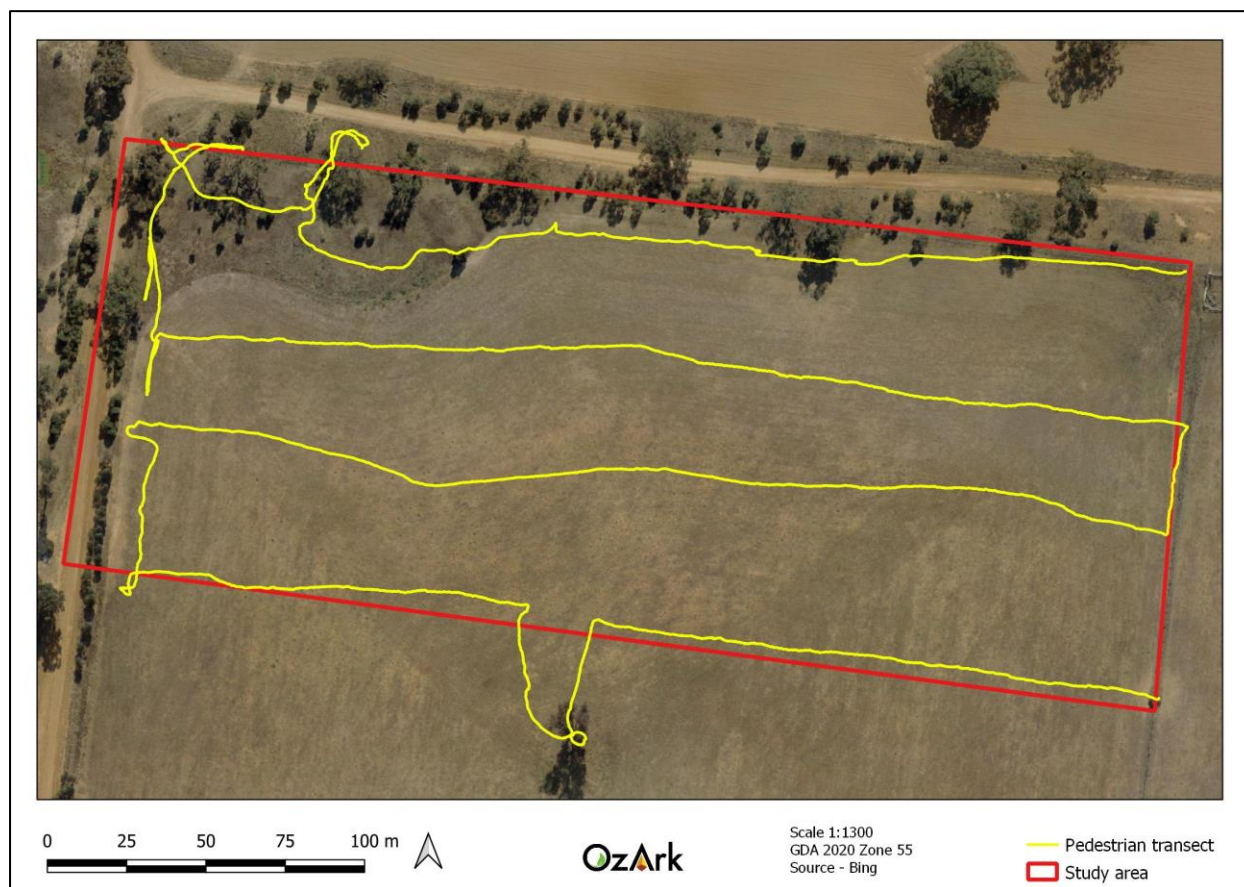 0 25 50 75 100 m
OzArk
Scale 1:1300
GDA 2020 Zone 55
Source - Bing
Pedestrian transect
Study area